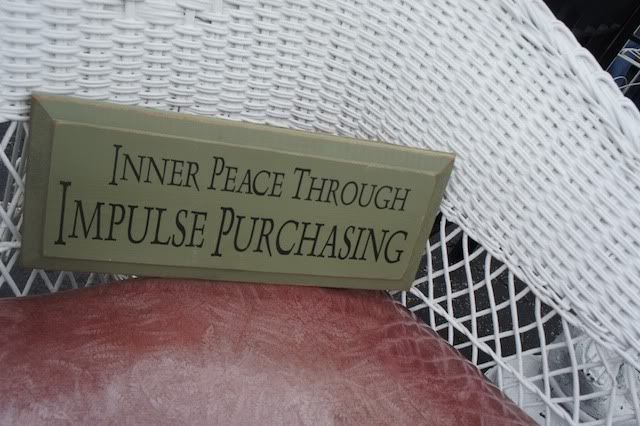 Inner Peace Through
Impulse Purchasing